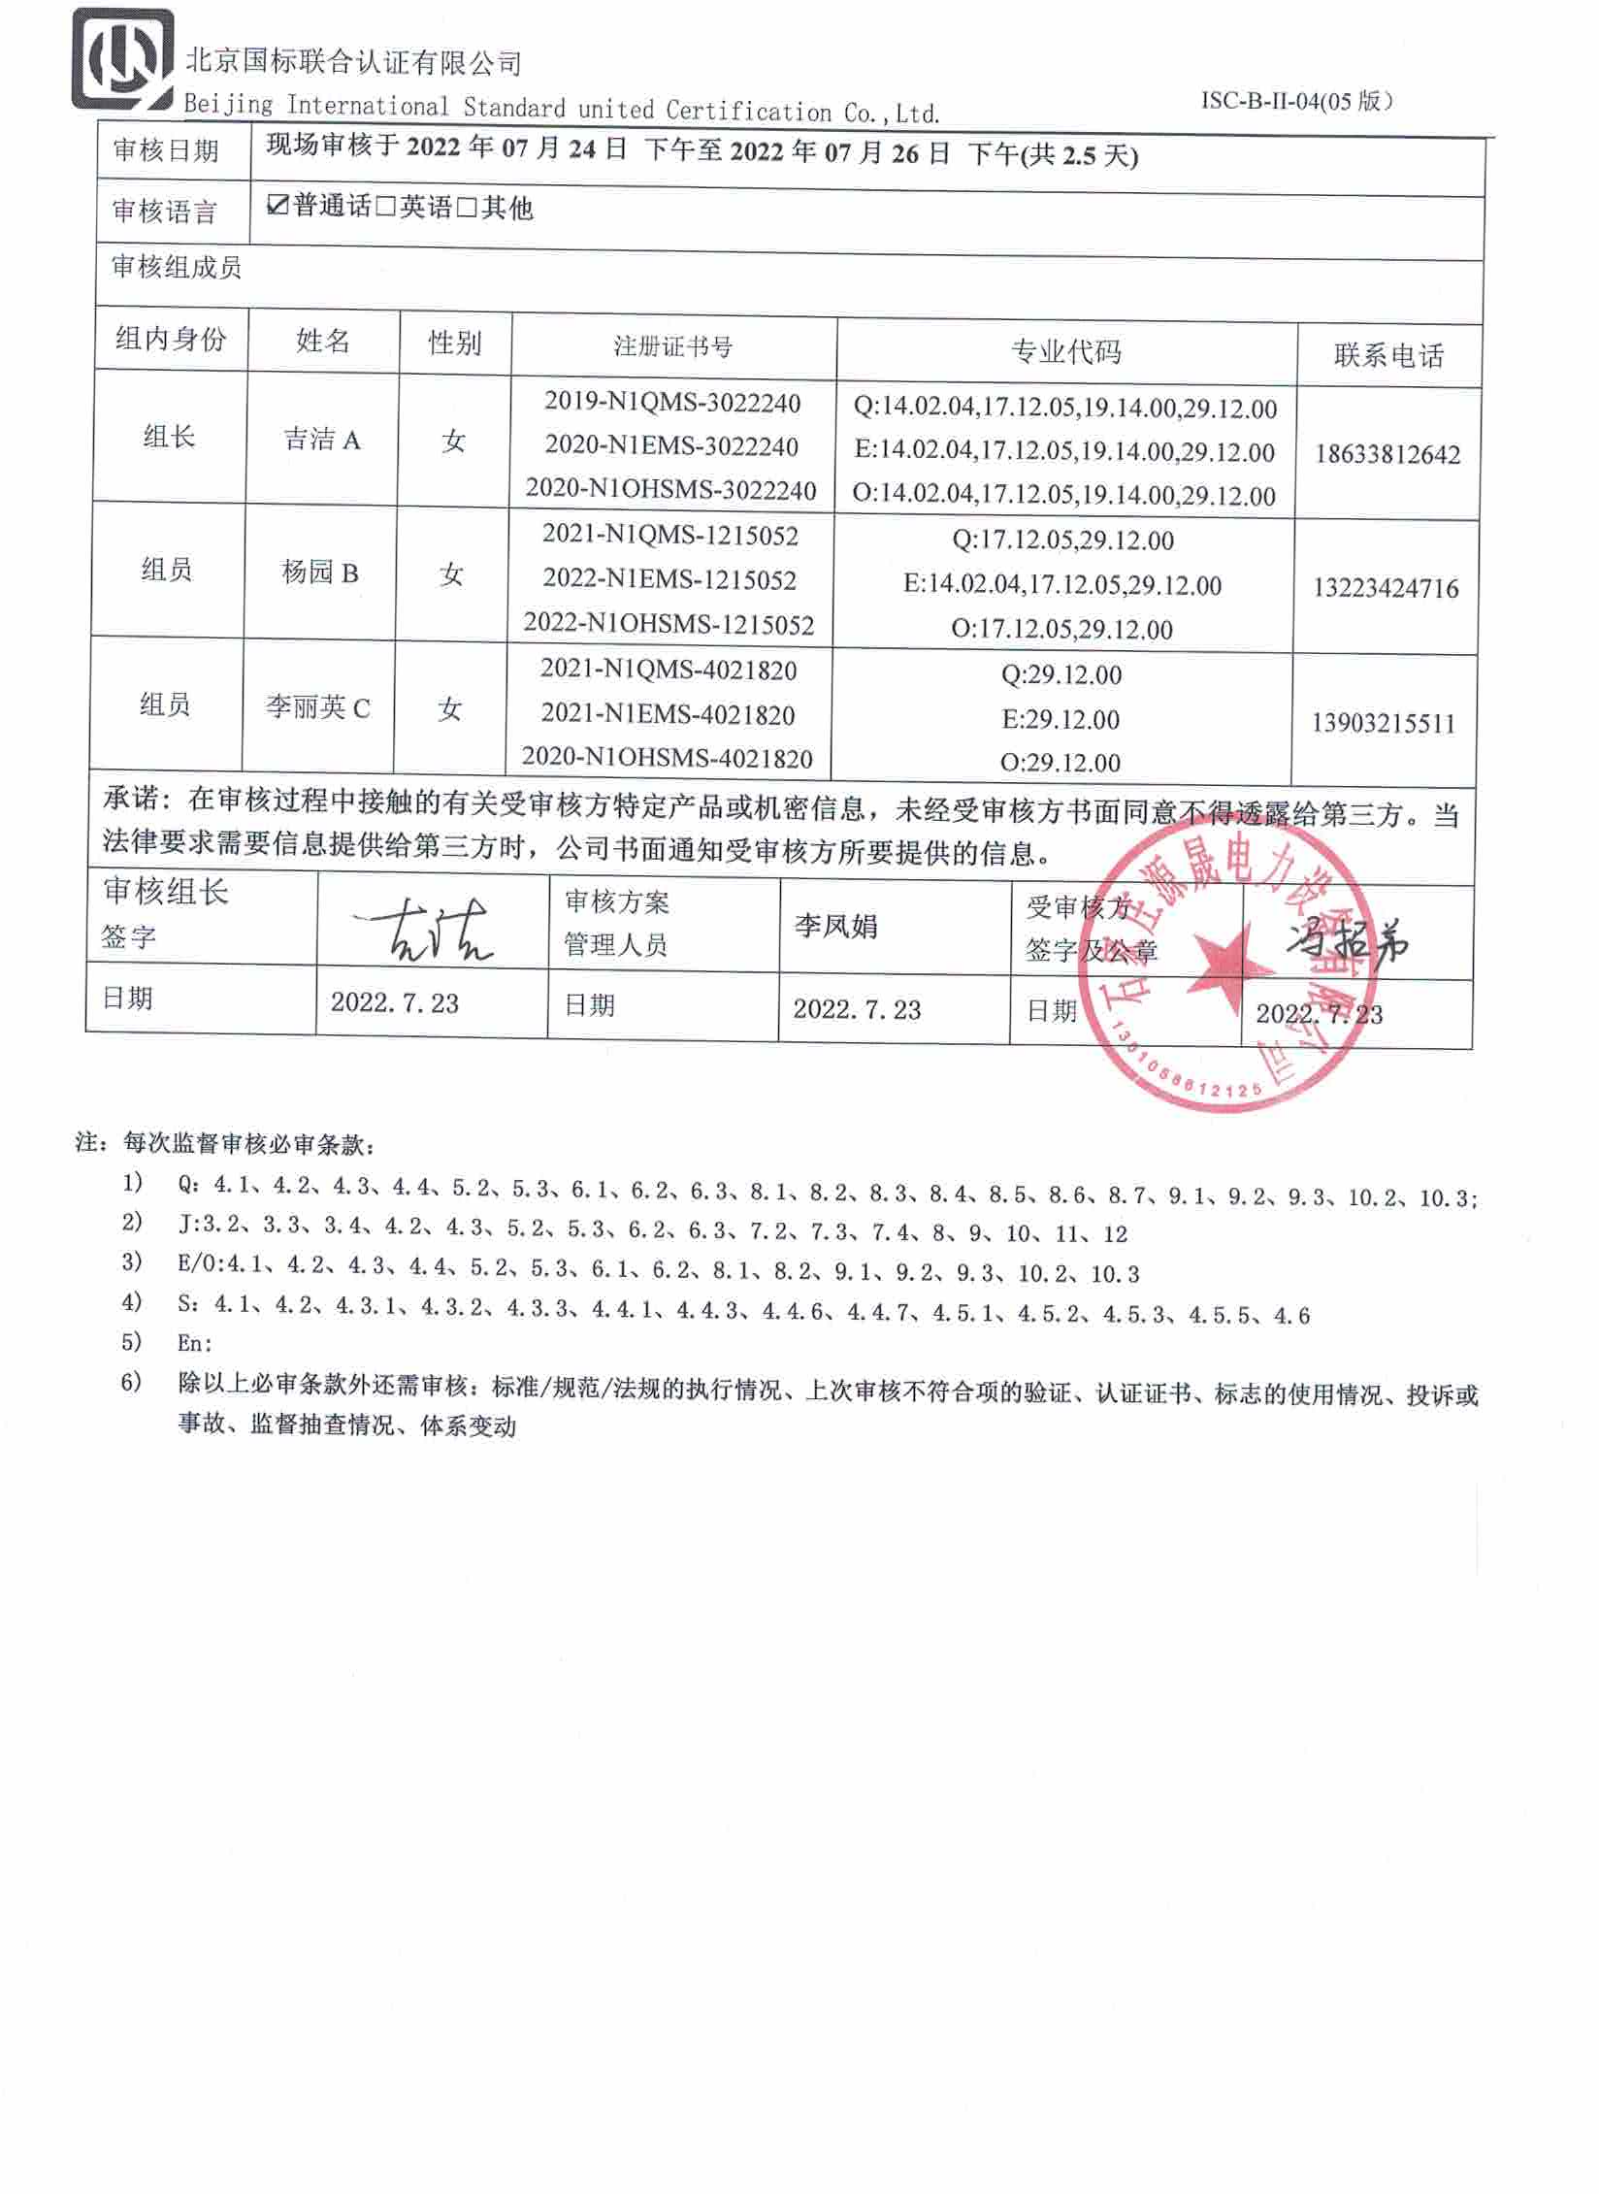 北京国标联合认证有限公司
Beijing International Standard united Certification Co.,Ltd.
ISC-B-II-04(05 版)
审核日期 现场审核于 2022 年 07 月 24 日 下午至 2022 年 07 月 26 日 下午(共 2.5 天)
审核语言 ☑普通话□英语□其他
审核组成员
组内身份 姓名 性别 注册证书号 专业代码 联系电话
组长 吉洁 A 女 2019-N1QMS-3022240 Q:14.02.04,17.12.05,19.14.00,29.12.00 18633812642
2020-N1EMS-3022240 E:14.02.04,17.12.05,19.14.00,29.12.00
2020-N1OHSMS-3022240 O:14.02.04,17.12.05,19.14.00,29.12.00
组员 杨园 B 女 2021-N1QMS-1215052 Q:17.12.05,29.12.00 13223424716
2022-N1EMS-1215052 E:14.02.04,17.12.05,29.12.00
2022-N1OHSMS-1215052 O:17.12.05,29.12.00
组员 李丽英 C 女 2021-N1QMS-4021820 Q:29.12.00 13903215511
2021-N1EMS-4021820 E:29.12.00
2020-N1OHSMS-4021820 O:29.12.00
承诺：在审核过程中接触的有关受审核方特定产品或机密信息，未经受审核方书面同意不得透露给第三方。当
法律要求需要信息提供给第三方时，公司书面通知受审核方所要提供的信息。
审核组长 签字 吉洁 审核方案 管理人员 李凤娟 受审核方 签字及公章 冯招弟
日期 2022.7.23 日期 2022.7.23 日期 2022.7.23
石家庄源晟电力设备有限公司
1301086612125
注：每次监督审核必审条款：
1) Q: 4.1、4.2、4.3、4.4、5.2、5.3、6.1、6.2、6.3、8.1、8.2、8.3、8.4、8.5、8.6、8.7、9.1、9.2、9.3、10.2、10.3;
2) J:3.2、3.3、3.4、4.2、4.3、5.2、5.3、6.2、6.3、7.2、7.3、7.4、8、9、10、11、12
3) E/O:4.1、4.2、4.3、4.4、5.2、5.3、6.1、6.2、8.1、8.2、9.1、9.2、9.3、10.2、10.3
4) S: 4.1、4.2、4.3.1、4.3.2、4.3.3、4.4.1、4.4.3、4.4.6、4.4.7、4.5.1、4.5.2、4.5.3、4.5.5、4.6
5) En:
6) 除以上必审条款外还需审核：标准/规范/法规的执行情况、上次审核不符合项的验证、认证证书、标志的使用情况、投诉或
事故、监督抽查情况、体系变动